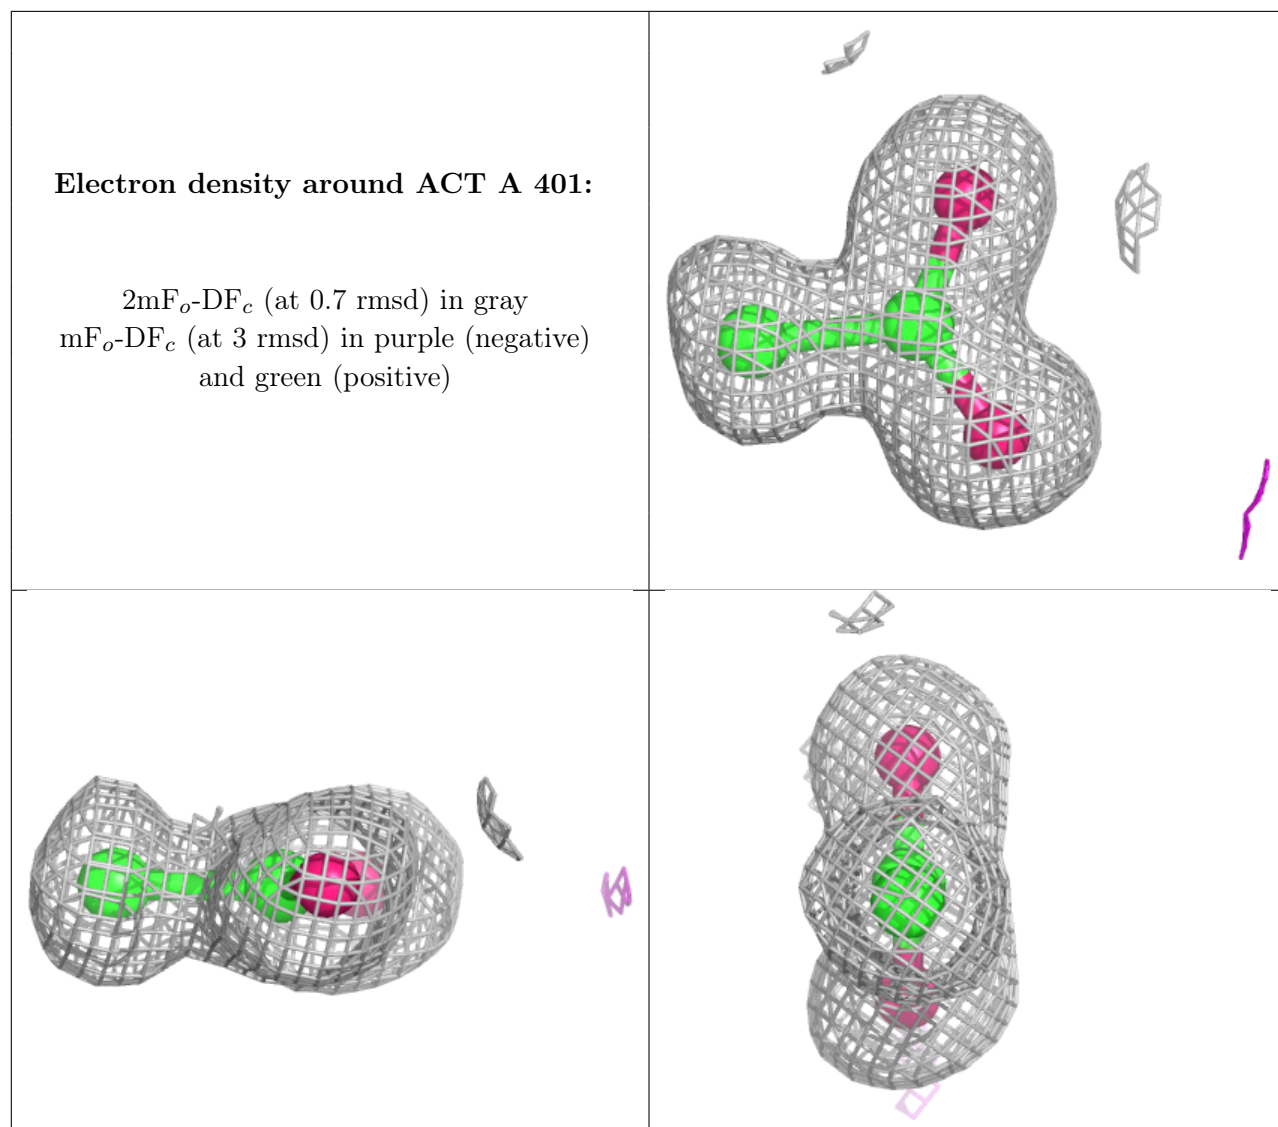 Electron density around ACT A 401:
2mFo-DFc (at 0.7 rmsd) in gray
mFo-DFc (at 3 rmsd) in purple (negative)
and green (positive)